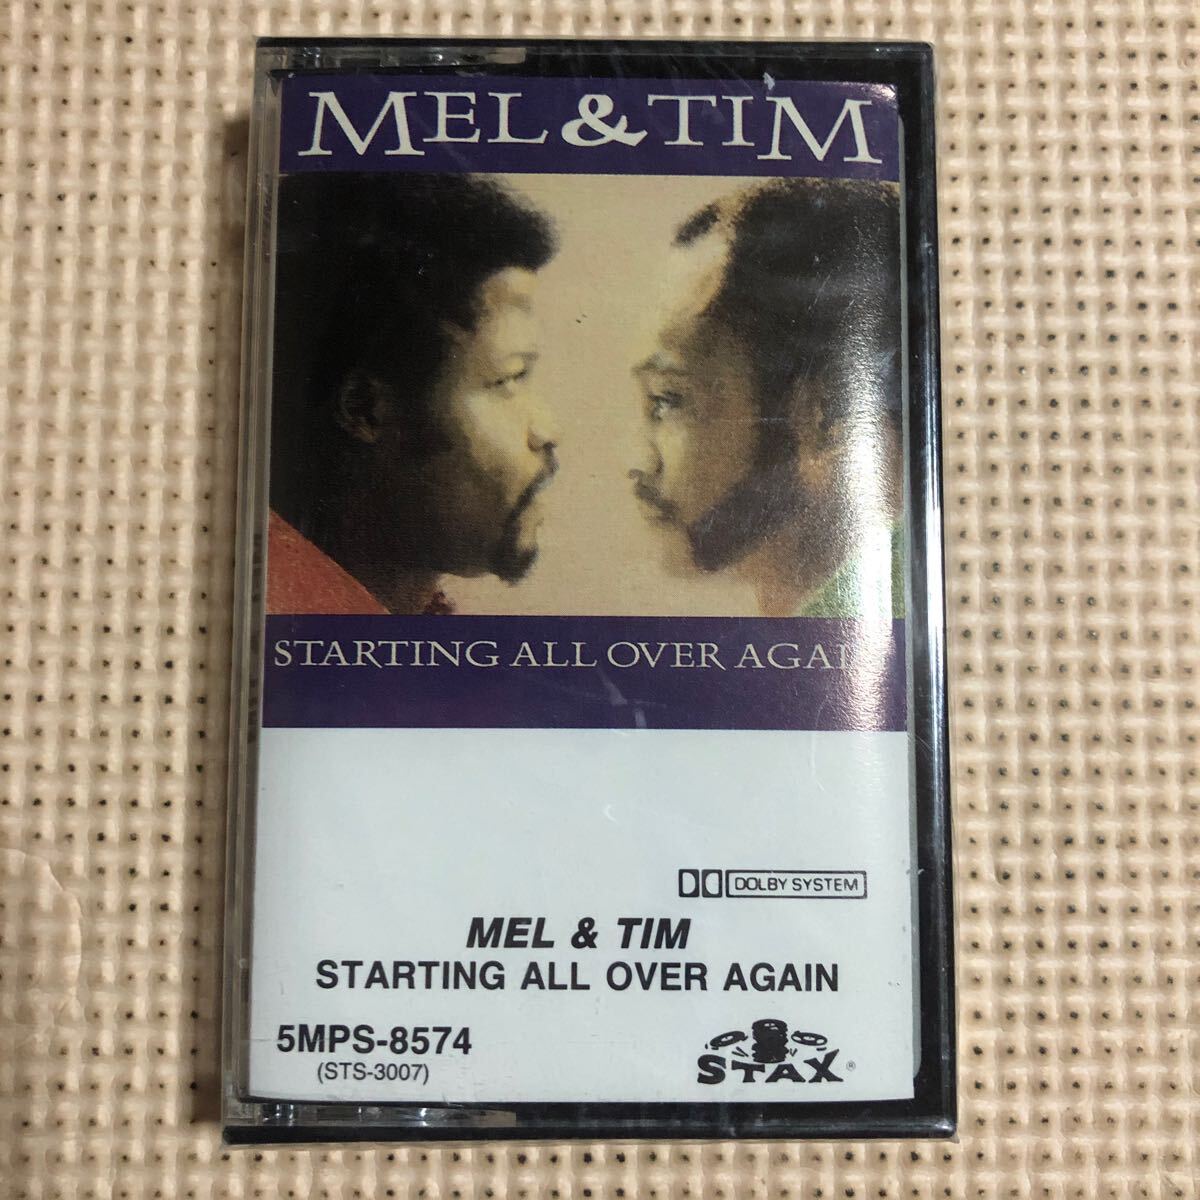 MEL & TIM
STARTING ALL OVER AGAIN
DOLBY SYSTEM
MEL & TIM
STARTING ALL OVER AGAIN
5MPS-8574
(STS-3007)
STAX®